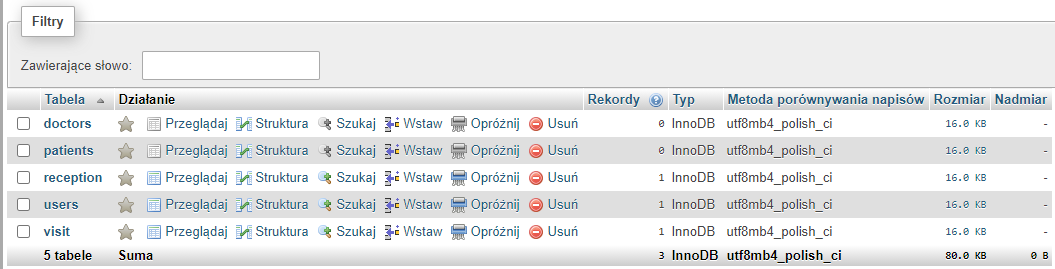 Filtry
Zawierające słowo:
Tabela Działanie Rekordy Typ Metoda porównywania napisów Rozmiar Nadmiar
doctors Przeglądaj Struktura Szukaj Wstaw Opróżnij Usuń 0 InnoDB utf8mb4_polish_ci 16.0 KB -
patients Przeglądaj Struktura Szukaj Wstaw Opróżnij Usuń 0 InnoDB utf8mb4_polish_ci 16.0 KB -
reception Przeglądaj Struktura Szukaj Wstaw Opróżnij Usuń 1 InnoDB utf8mb4_polish_ci 16.0 KB -
users Przeglądaj Struktura Szukaj Wstaw Opróżnij Usuń 1 InnoDB utf8mb4_polish_ci 16.0 KB -
visit Przeglądaj Struktura Szukaj Wstaw Opróżnij Usuń 1 InnoDB utf8mb4_polish_ci 16.0 KB -
5 tabele Suma 3 InnoDB utf8mb4_polish_ci 80.0 KB 0 B